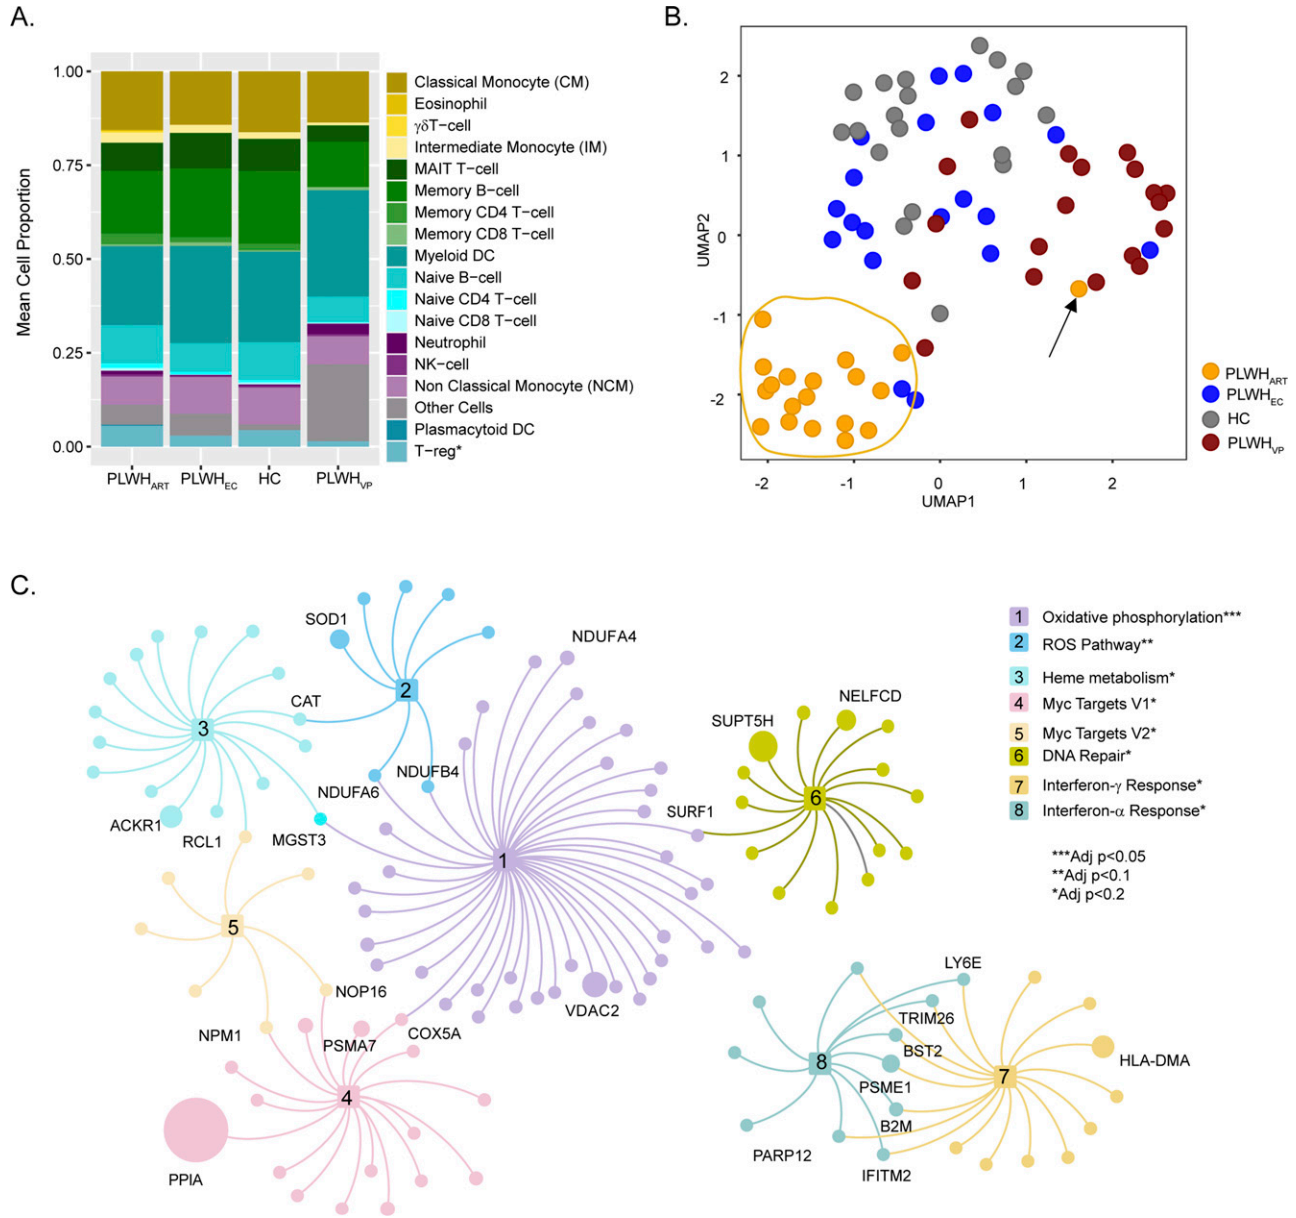 A.
1.00
0.75
0.50
0.25
0.00
Mean Cell Proportion
PLWHART
PLWHEC
HC
PLWHVP
Classical Monocyte (CM)
Eosinophil
γδT−cell
Intermediate Monocyte (IM)
MAIT T−cell
Memory B−cell
Memory CD4 T−cell
Memory CD8 T−cell
Myeloid DC
Naive B−cell
Naive CD4 T−cell
Naive CD8 T−cell
Neutrophil
NK−cell
Non Classical Monocyte (NCM)
Other Cells
Plasmacytoid DC
T−reg*
B.
2
1
0
-1
-2
UMAP2
-2
-1
0
1
2
UMAP1
PLWHART
PLWHEC
HC
PLWHVP
C.
SOD1
NDUFA4
CAT
2
3
NELFCD
SUPT5H
NDUFB4
NDUFA6
6
ACKR1
RCL1
MGST3
SURF1
1
5
NOP16
VDAC2
LY6E
NPM1
PSMA7
COX5A
TRIM26
BST2
HLA-DMA
8
7
PSME1
4
B2M
PARP12
PPIA
IFITM2
1 Oxidative phosphorylation***
2 ROS Pathway**
3 Heme metabolism*
4 Myc Targets V1*
5 Myc Targets V2*
6 DNA Repair*
7 Interferon-γ Response*
8 Interferon-α Response*
***Adj p<0.05
**Adj p<0.1
*Adj p<0.2